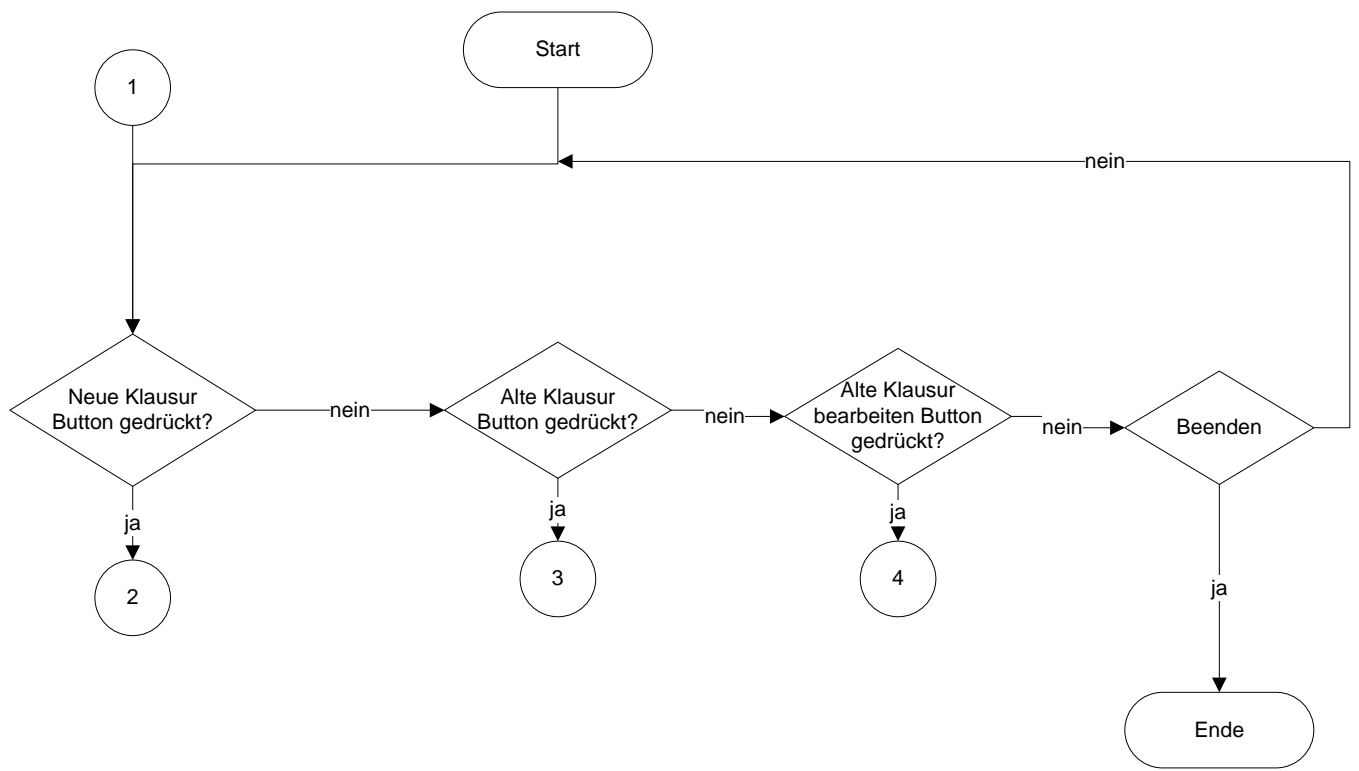 Start
1
nein
Neue Klausur
Button gedrückt?
nein
Alte Klausur
Button gedrückt?
nein
Alte Klausur
bearbeiten Button
gedrückt?
nein
Beenden
ja
ja
ja
ja
2
3
4
Ende